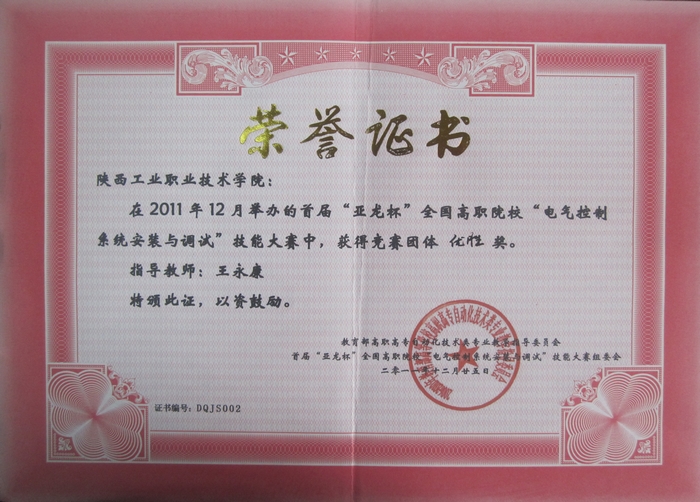 荣誉证书
陕西工业职业技术学院：
在2011年12月举办的首届“亚龙杯”全国高职院校“电气控制
系统安装与调试”技能大赛中，获得竞赛团体 优胜 奖。
指导教师：王永康
特颁此证，以资鼓励。
教育部高职高专自动化技术类专业教学指导委员会
首届“亚龙杯”全国高职院校“电气控制系统安装与调试”技能大赛组委会
二零一一年十二月廿五日
证书编号：DQJS002